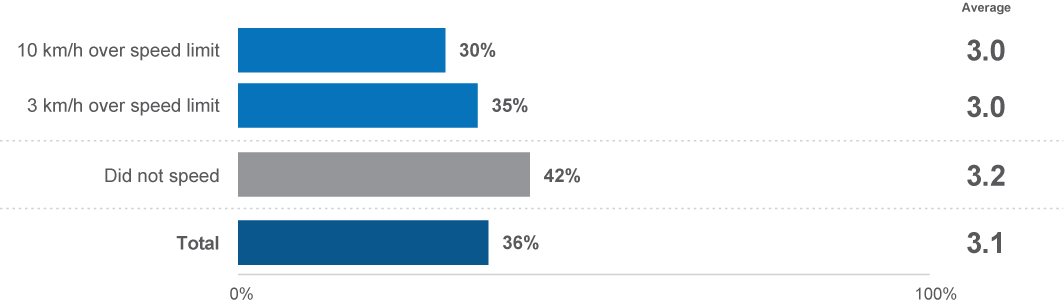 Average
10 km/h over speed limit 30% 3.0
3 km/h over speed limit 35% 3.0
Did not speed 42% 3.2
Total 36% 3.1
0% 100%